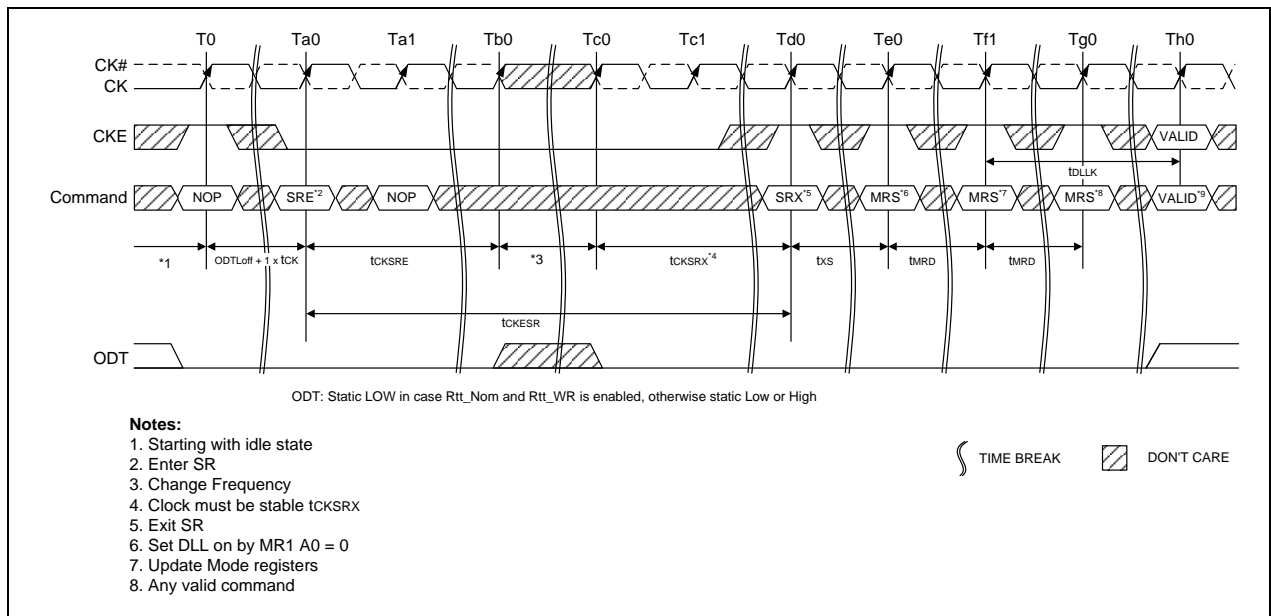 T0 Ta0 Ta1 Tb0 Tc0 Tc1 Td0 Te0 Tf1 Tg0 Th0
CK#
CK
CKE VALID
tDLLK
Command NOP SRE*2 NOP SRX*5 MRS*6 MRS*7 MRS*8 VALID*9
*1 ODTLoff + 1 x tCK tCKSRE *3 tCKSRX*4 tXS tMRD tMRD
tCKESR
ODT
ODT: Static LOW in case Rtt_Nom and Rtt_WR is enabled, otherwise static Low or High
Notes:
1. Starting with idle state
2. Enter SR
3. Change Frequency
4. Clock must be stable tCKSRX
5. Exit SR
6. Set DLL on by MR1 A0 = 0
7. Update Mode registers
8. Any valid command
TIME BREAK DON'T CARE